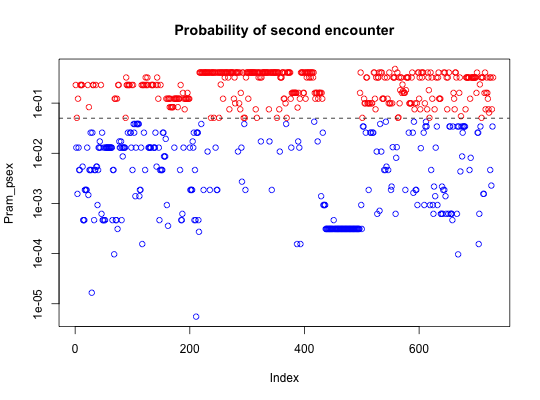 Probability of second encounter
Pram_psex
1e-01
1e-02
1e-03
1e-04
1e-05
0
200
400
600
Index